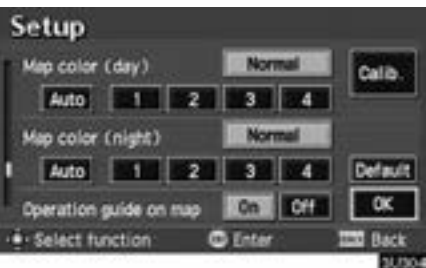 Setup
Map color (day) Normal Calib.
Auto 1 2 3 4
Map color (night) Normal
Auto 1 2 3 4 Default
Operation guide on map On Off OK
Select function Enter Back
3U304